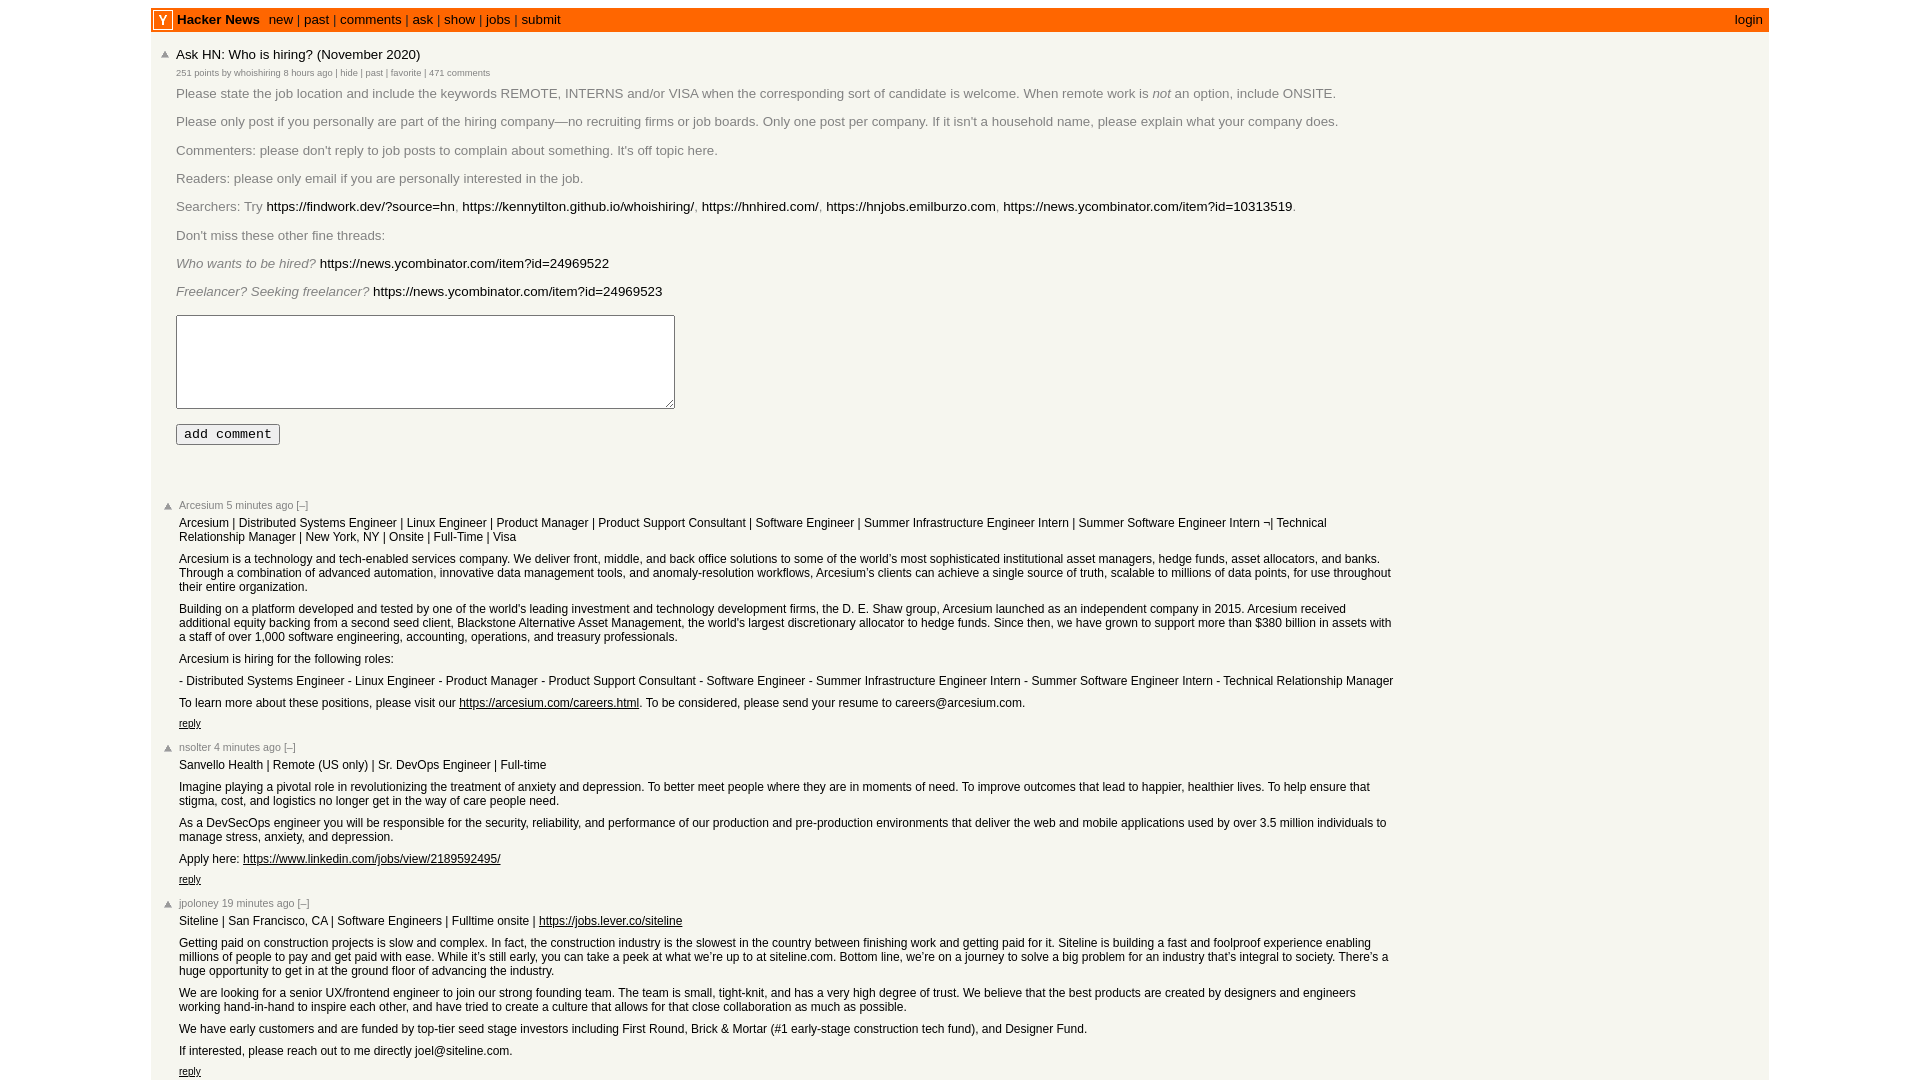 Y Hacker News new | past | comments | ask | show | jobs | submit login
Ask HN: Who is hiring? (November 2020)
251 points by whoishiring 8 hours ago | hide | past | favorite | 471 comments
Please state the job location and include the keywords REMOTE, INTERNS and/or VISA when the corresponding sort of candidate is welcome. When remote work is not an option, include ONSITE.
Please only post if you personally are part of the hiring company—no recruiting firms or job boards. Only one post per company. If it isn't a household name, please explain what your company does.
Commenters: please don't reply to job posts to complain about something. It's off topic here.
Readers: please only email if you are personally interested in the job.
Searchers: Try https://findwork.dev/?source=hn, https://kennytilton.github.io/whoishiring/, https://hnhired.com/, https://hnjobs.emilburzo.com, https://news.ycombinator.com/item?id=10313519.
Don't miss these other fine threads:
Who wants to be hired? https://news.ycombinator.com/item?id=24969522
Freelancer? Seeking freelancer? https://news.ycombinator.com/item?id=24969523
add comment
Arcesium 5 minutes ago [–]
Arcesium | Distributed Systems Engineer | Linux Engineer | Product Manager | Product Support Consultant | Software Engineer | Summer Infrastructure Engineer Intern | Summer Software Engineer Intern ¬| Technical
Relationship Manager | New York, NY | Onsite | Full-Time | Visa
Arcesium is a technology and tech-enabled services company. We deliver front, middle, and back office solutions to some of the world’s most sophisticated institutional asset managers, hedge funds, asset allocators, and banks.
Through a combination of advanced automation, innovative data management tools, and anomaly-resolution workflows, Arcesium’s clients can achieve a single source of truth, scalable to millions of data points, for use throughout
their entire organization.
Building on a platform developed and tested by one of the world's leading investment and technology development firms, the D. E. Shaw group, Arcesium launched as an independent company in 2015. Arcesium received
additional equity backing from a second seed client, Blackstone Alternative Asset Management, the world's largest discretionary allocator to hedge funds. Since then, we have grown to support more than $380 billion in assets with
a staff of over 1,000 software engineering, accounting, operations, and treasury professionals.
Arcesium is hiring for the following roles:
- Distributed Systems Engineer - Linux Engineer - Product Manager - Product Support Consultant - Software Engineer - Summer Infrastructure Engineer Intern - Summer Software Engineer Intern - Technical Relationship Manager
To learn more about these positions, please visit our https://arcesium.com/careers.html. To be considered, please send your resume to careers@arcesium.com.
reply
nsolter 4 minutes ago [–]
Sanvello Health | Remote (US only) | Sr. DevOps Engineer | Full-time
Imagine playing a pivotal role in revolutionizing the treatment of anxiety and depression. To better meet people where they are in moments of need. To improve outcomes that lead to happier, healthier lives. To help ensure that
stigma, cost, and logistics no longer get in the way of care people need.
As a DevSecOps engineer you will be responsible for the security, reliability, and performance of our production and pre-production environments that deliver the web and mobile applications used by over 3.5 million individuals to
manage stress, anxiety, and depression.
Apply here: https://www.linkedin.com/jobs/view/2189592495/
reply
jpoloney 19 minutes ago [–]
Siteline | San Francisco, CA | Software Engineers | Fulltime onsite | https://jobs.lever.co/siteline
Getting paid on construction projects is slow and complex. In fact, the construction industry is the slowest in the country between finishing work and getting paid for it. Siteline is building a fast and foolproof experience enabling
millions of people to pay and get paid with ease. While it’s still early, you can take a peek at what we’re up to at siteline.com. Bottom line, we’re on a journey to solve a big problem for an industry that’s integral to society. There’s a
huge opportunity to get in at the ground floor of advancing the industry.
We are looking for a senior UX/frontend engineer to join our strong founding team. The team is small, tight-knit, and has a very high degree of trust. We believe that the best products are created by designers and engineers
working hand-in-hand to inspire each other, and have tried to create a culture that allows for that close collaboration as much as possible.
We have early customers and are funded by top-tier seed stage investors including First Round, Brick & Mortar (#1 early-stage construction tech fund), and Designer Fund.
If interested, please reach out to me directly joel@siteline.com.
reply